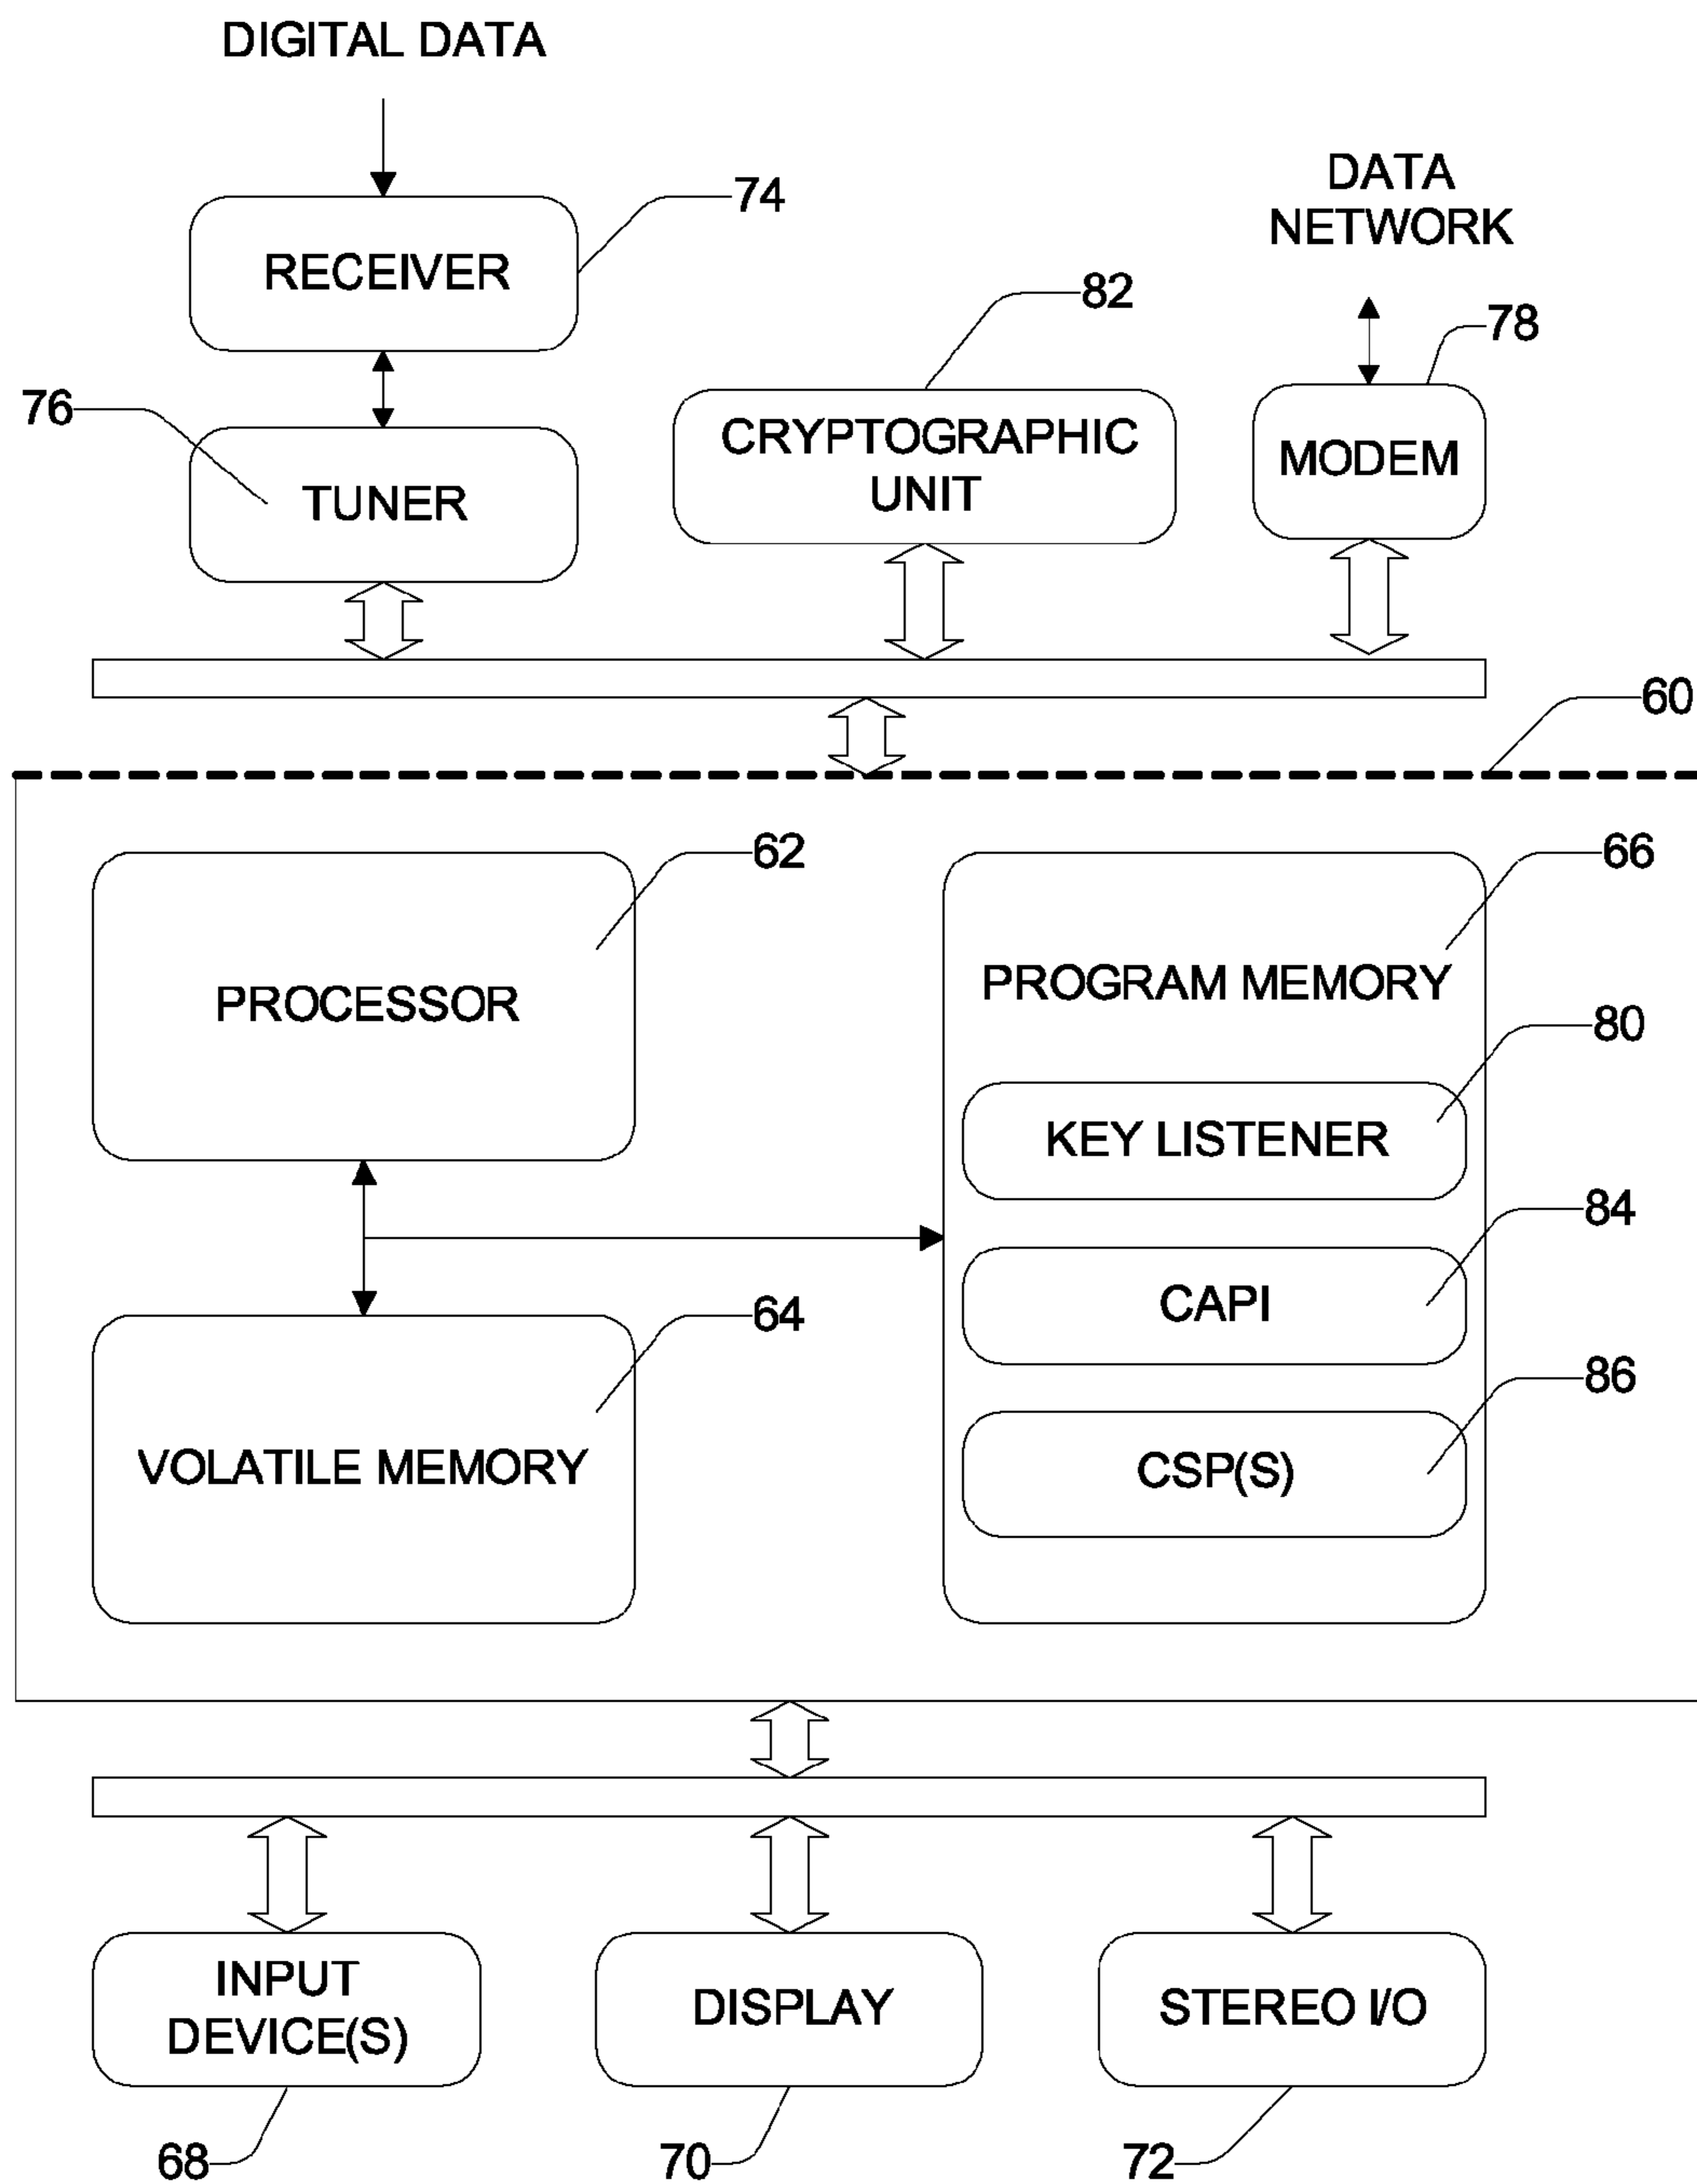 DIGITAL DATA
DATA
NETWORK
74
RECEIVER
82
78
76
CRYPTOGRAPHIC
UNIT
MODEM
TUNER
60
62
66
PROCESSOR
PROGRAM MEMORY
80
KEY LISTENER
84
CAPI
64
86
VOLATILE MEMORY
CSP(S)
INPUT
DEVICE(S)
DISPLAY
STEREO I/O
68
70
72